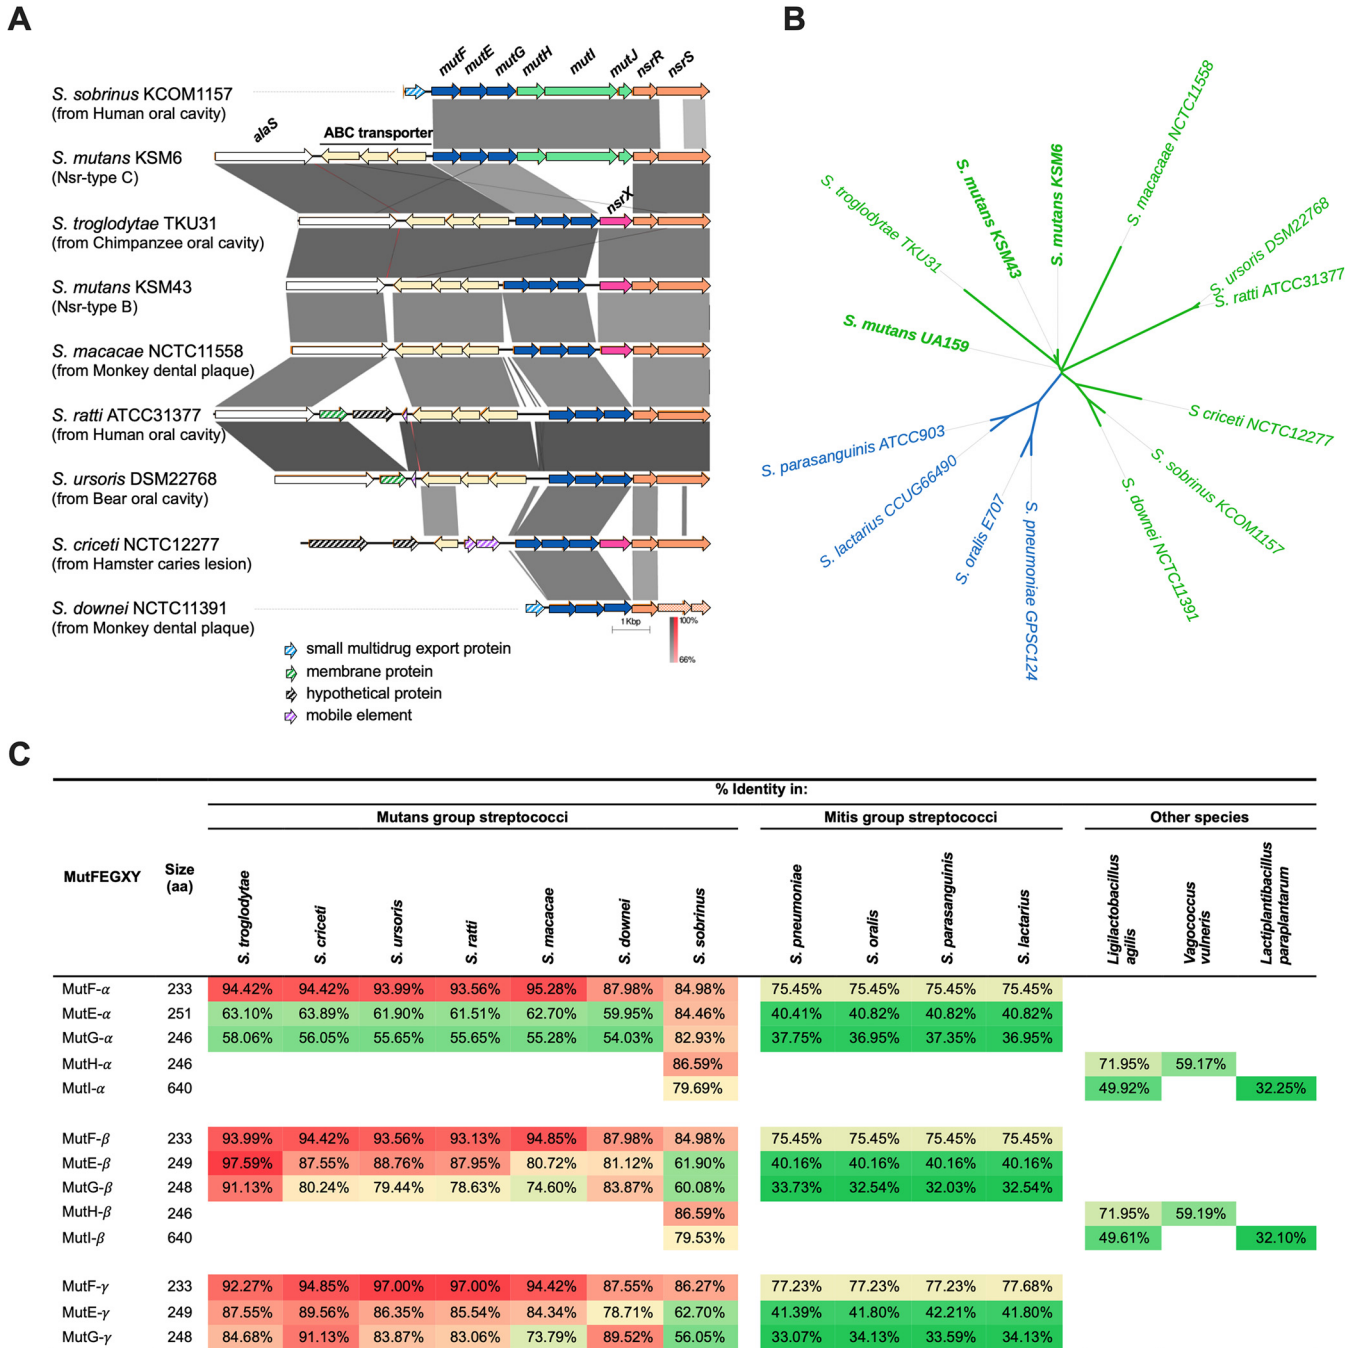 A
B
mutF mutE mutG mutH mutI mutJ nsrR nsrS
S. sobrinus KCOM1157
(from Human oral cavity)
alaS
ABC transporter
S. mutans KSM6
(Nsr-type C)
nsrX
S. troglodytae TKU31
(from Chimpanzee oral cavity)
S. mutans KSM43
(Nsr-type B)
S. macacae NCTC11558
(from Monkey dental plaque)
S. ratti ATCC31377
(from Human oral cavity)
S. ursoris DSM22768
(from Bear oral cavity)
S. criceti NCTC12277
(from Hamster caries lesion)
S. downei NCTC11391
(from Monkey dental plaque)
1 Kbp
100%
66%
small multidrug export protein
membrane protein
hypothetical protein
mobile element
S. troglodytae TKU31
S. mutans KSM43
S. mutans KSM6
S. macacaae NCTC11558
S. ursoris DSM22768
S. ratti ATCC31377
S. mutans UA159
S criceti NCTC12277
S. sobrinus KCOM1157
S. downei NCTC11391
S. parasanguinis ATCC903
S. lactarius CCUG66490
S. oralis E707
S. pneumoniae GPSC124
C
% Identity in:
Mutans group streptococci Mitis group streptococci Other species
MutFEGXY Size (aa) S. troglodytae S. criceti S. ursoris S. ratti S. macacae S. downei S. sobrinus S. pneumoniae S. oralis S. parasanguinis S. lactarius Ligilactobacillus agilis Vagococcus vulneris Lactiplantibacillus paraplantarum
MutF-α 233 94.42% 94.42% 93.99% 93.56% 95.28% 87.98% 84.98% 75.45% 75.45% 75.45% 75.45%
MutE-α 251 63.10% 63.89% 61.90% 61.51% 62.70% 59.95% 84.46% 40.41% 40.82% 40.82% 40.82%
MutG-α 246 58.06% 56.05% 55.65% 55.65% 55.28% 54.03% 82.93% 37.75% 36.95% 37.35% 36.95%
MutH-α 246 86.59% 71.95% 59.17%
MutI-α 640 79.69% 49.92% 32.25%
MutF-β 233 93.99% 94.42% 93.56% 93.13% 94.85% 87.98% 84.98% 75.45% 75.45% 75.45% 75.45%
MutE-β 249 97.59% 87.55% 88.76% 87.95% 80.72% 81.12% 61.90% 40.16% 40.16% 40.16% 40.16%
MutG-β 248 91.13% 80.24% 79.44% 78.63% 74.60% 83.87% 60.08% 33.73% 32.54% 32.03% 32.54%
MutH-β 246 86.59% 71.95% 59.19%
MutI-β 640 79.53% 49.61% 32.10%
MutF-γ 233 92.27% 94.85% 97.00% 97.00% 94.42% 87.55% 86.27% 77.23% 77.23% 77.23% 77.68%
MutE-γ 249 87.55% 89.56% 86.35% 85.54% 84.34% 78.71% 62.70% 41.39% 41.80% 42.21% 41.80%
MutG-γ 248 84.68% 91.13% 83.87% 83.06% 73.79% 89.52% 56.05% 33.07% 34.13% 33.59% 34.13%